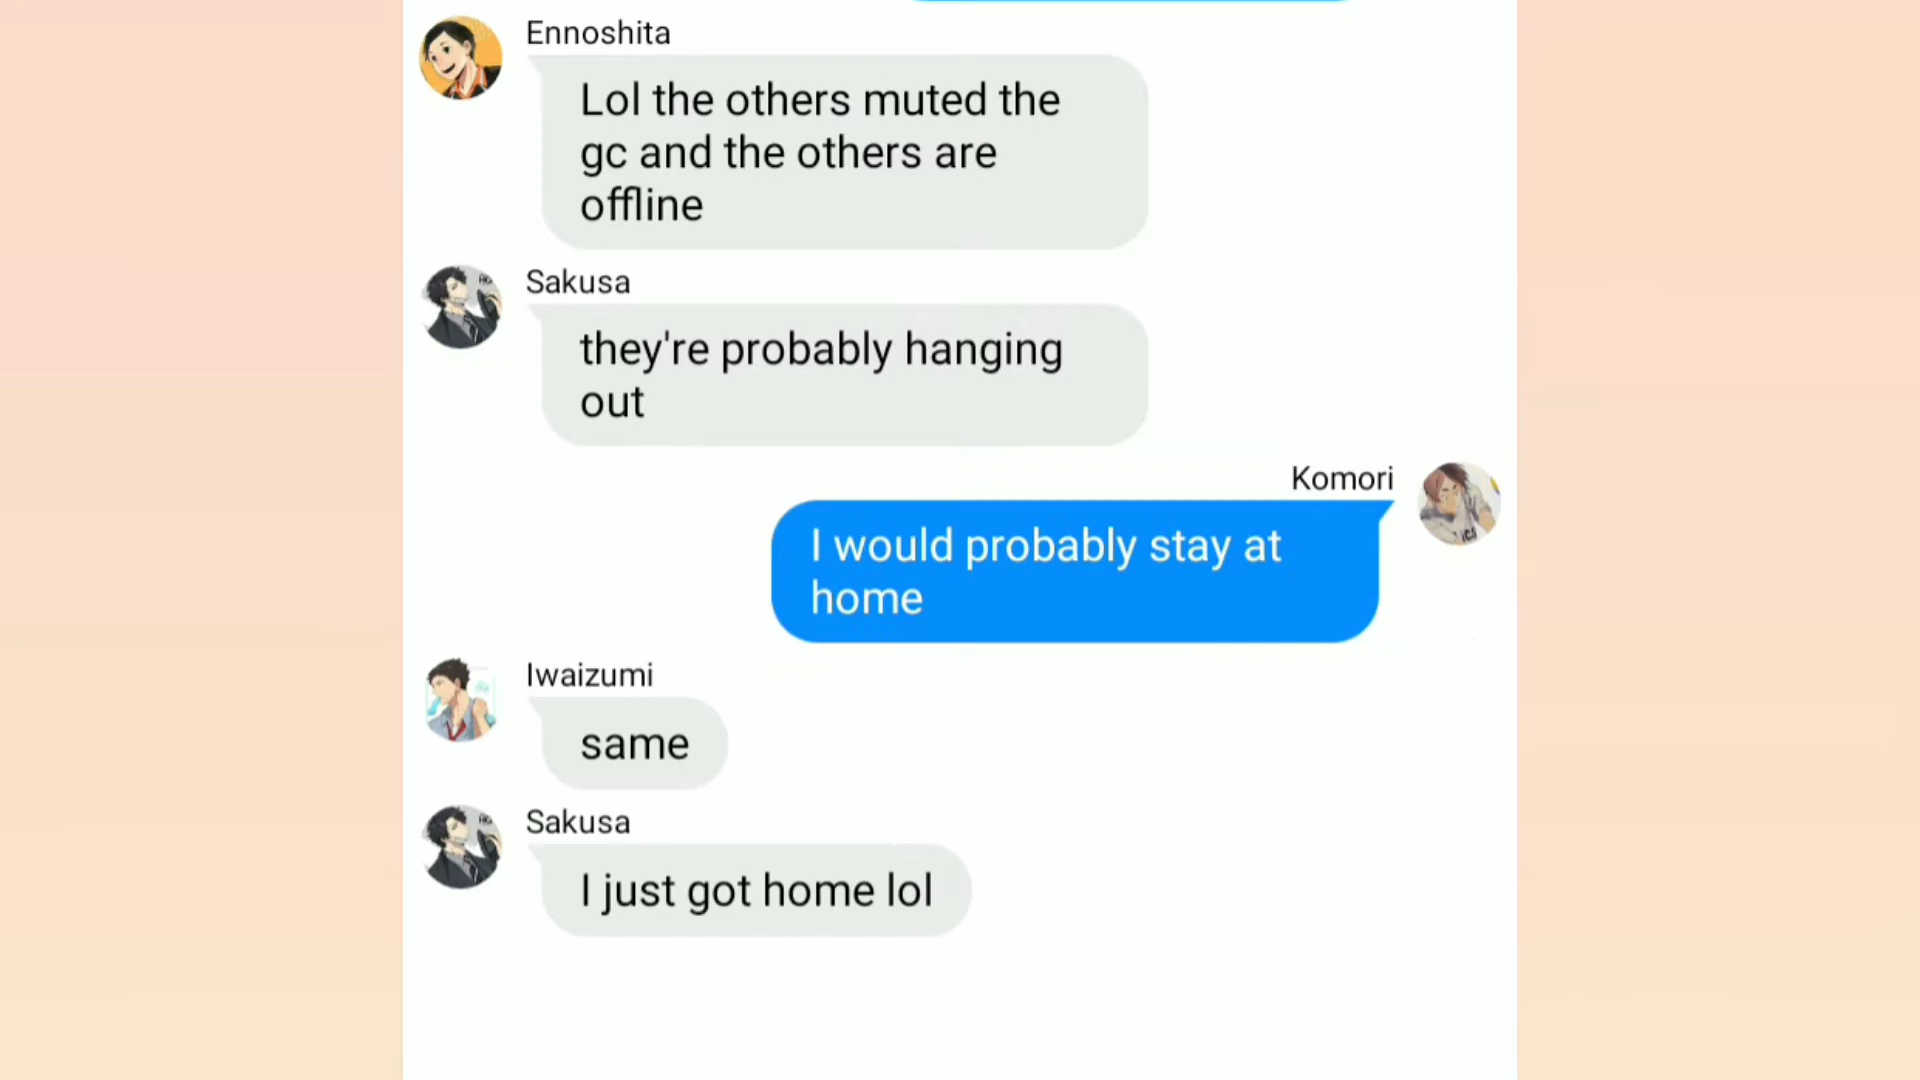 Ennoshita
Lol the others muted the
gc and the others are
offline
Sakusa
they're probably hanging
out
Komori
I would probably stay at
home
Iwaizumi
same
Sakusa
I just got home lol